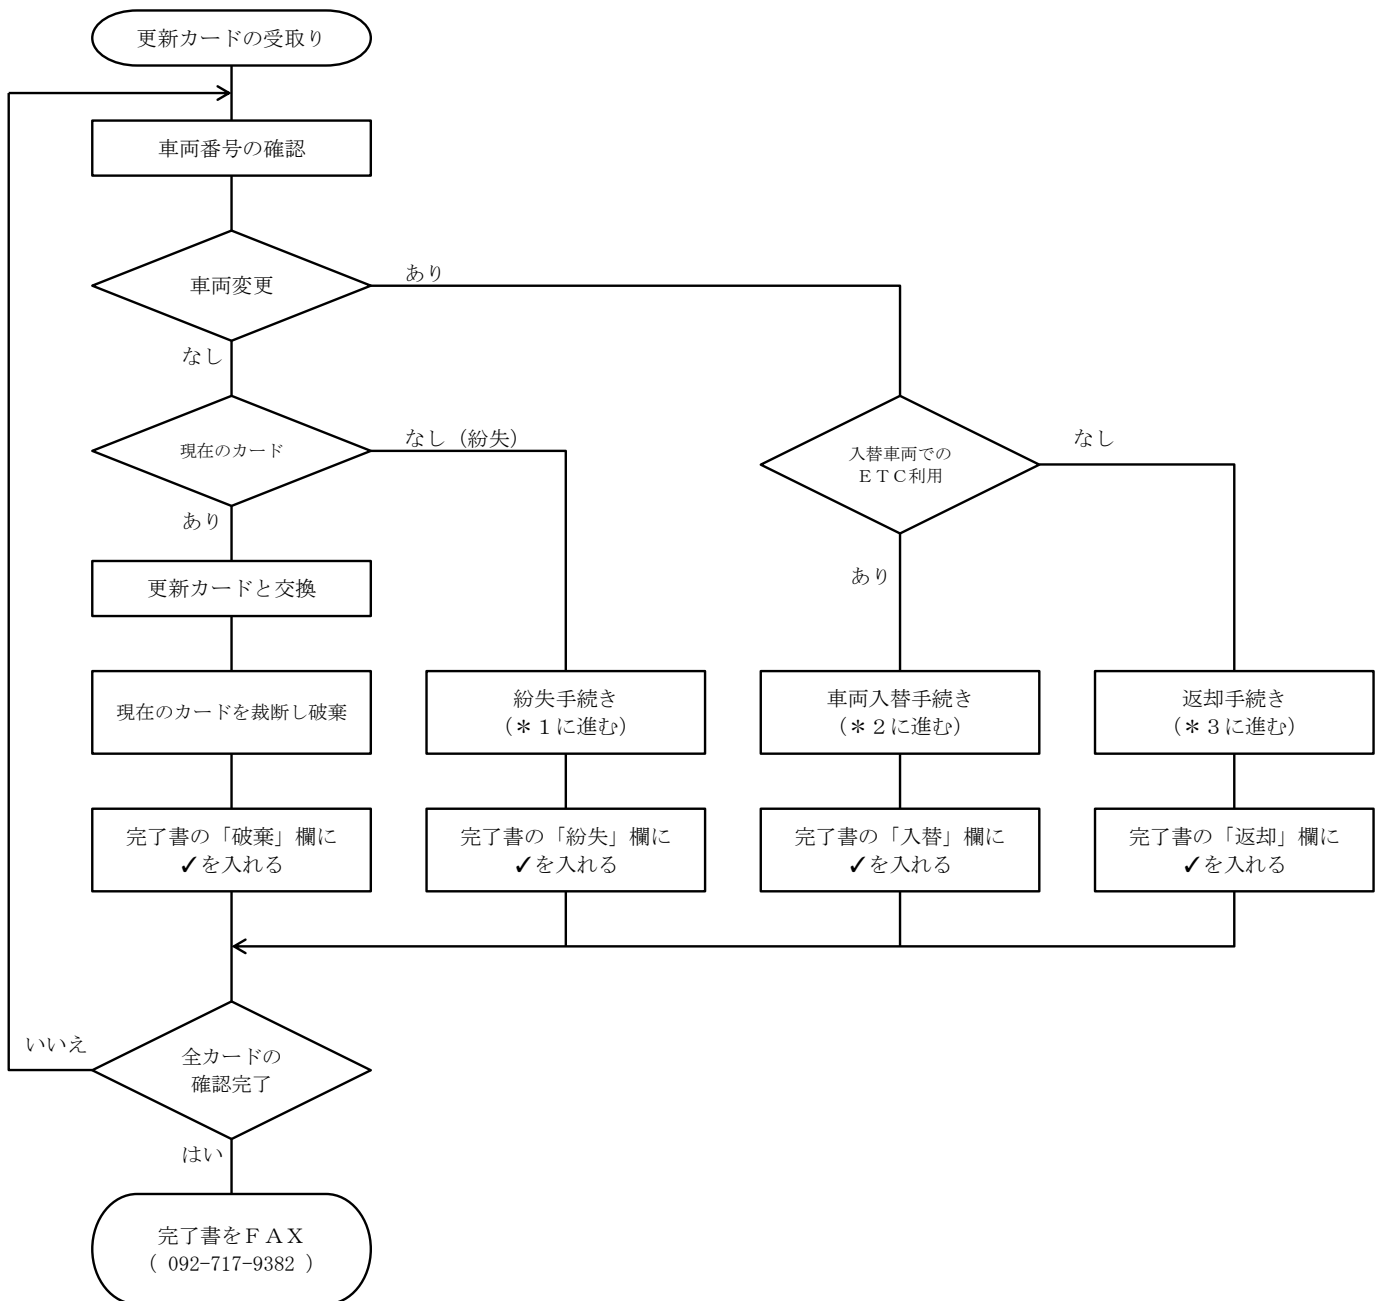 更新カードの受取り
車両番号の確認
車両変更
あり
なし
現在のカード
なし（紛失）
入替車両での
ＥＴＣ利用
なし
あり
あり
更新カードと交換
現在のカードを裁断し破棄
紛失手続き
（＊１に進む）
車両入替手続き
（＊２に進む）
返却手続き
（＊３に進む）
完了書の「破棄」欄に
✓を入れる
完了書の「紛失」欄に
✓を入れる
完了書の「入替」欄に
✓を入れる
完了書の「返却」欄に
✓を入れる
いいえ
全カードの
確認完了
はい
完了書をＦＡＸ
（ 092-717-9382 ）